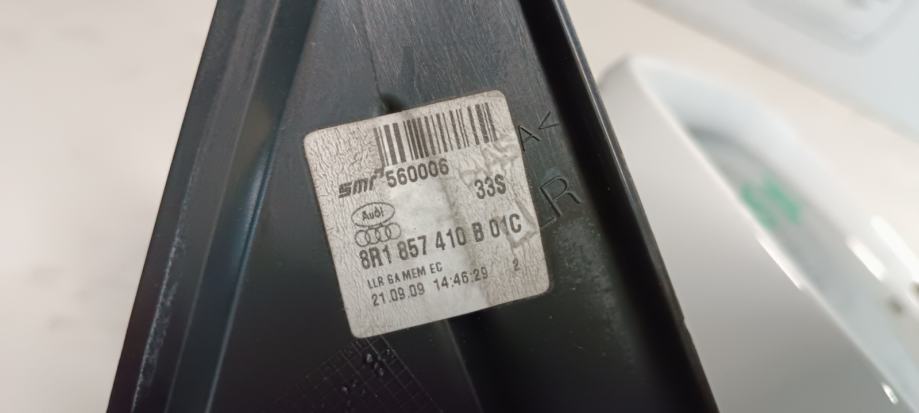 smr 560006
33S
Audi
8R1 857 410 B 01C
LLR 6A MEM EC
21.09.09 14:46:29 2
LR